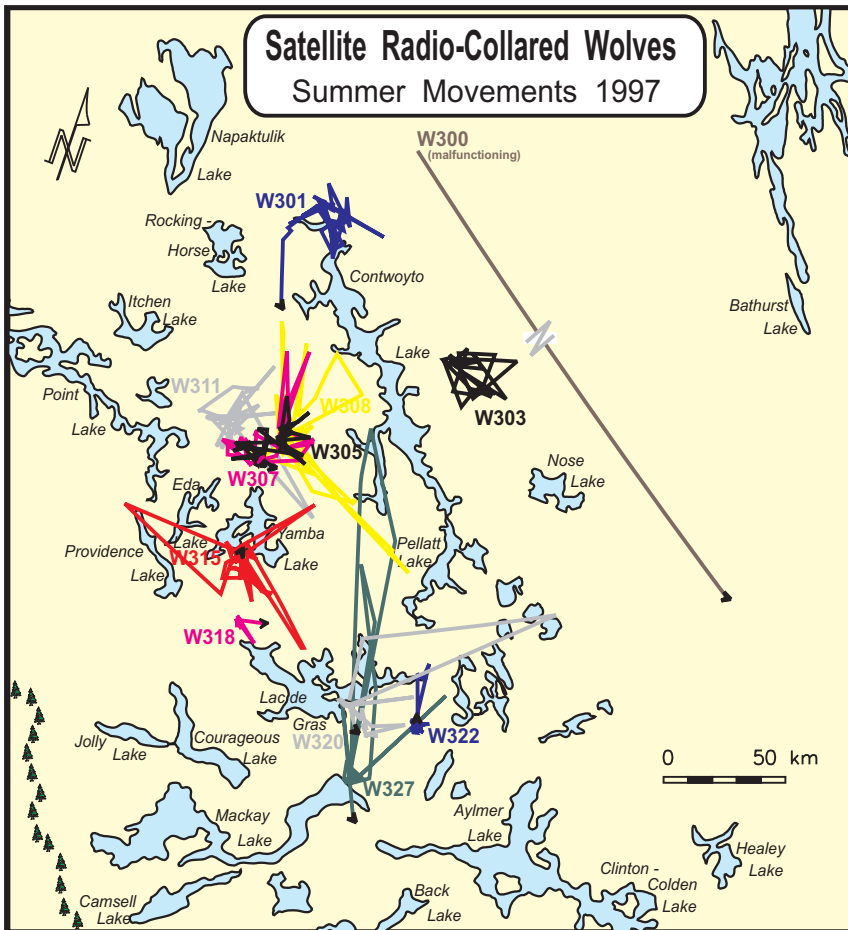 Satellite Radio-Collared Wolves
Summer Movements 1997
N
W300
(malfunctioning)
Napaktulik
Lake
W301
Rocking -
Horse
Lake
Contwoyto
Itchen
Lake
Bathurst
Lake
Lake
Point
Lake
W311
W308
W303
W305
W307
Nose
Lake
Eda
Lake
Yamba
Lake
Providence
Lake
W315
Pellatt
Lake
W318
Lac de
Gras
Jolly
Lake
Courageous
Lake
W320
W322
0 50 km
W327
Mackay
Lake
Aylmer
Lake
Healey
Lake
Clinton -
Colden
Lake
Camsell
Lake
Back
Lake